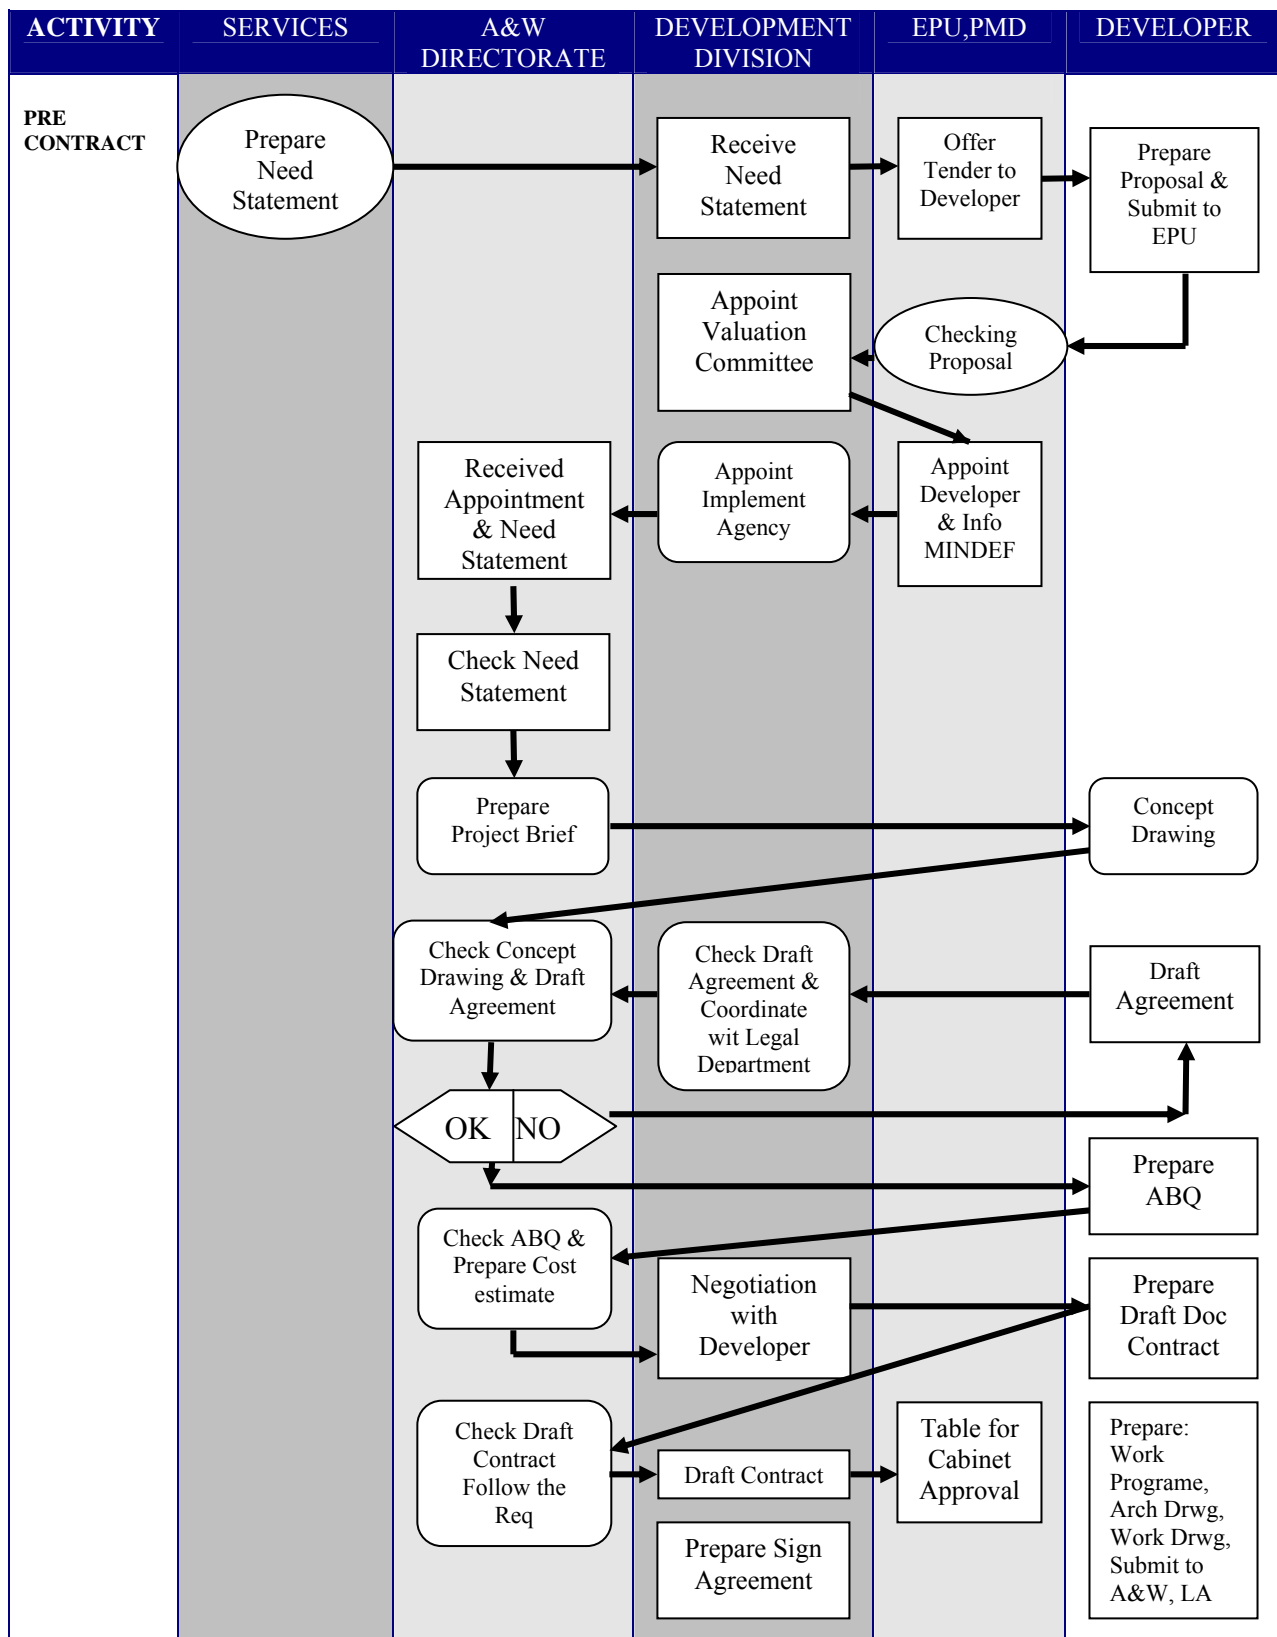 ACTIVITY
SERVICES
A&W
DIRECTORATE
DEVELOPMENT
DIVISION
EPU,PMD
DEVELOPER
PRE
CONTRACT
Prepare
Need
Statement
Receive
Need
Statement
Offer
Tender to
Developer
Prepare
Proposal &
Submit to
EPU
Appoint
Valuation
Committee
Checking
Proposal
Received
Appointment
& Need
Statement
Appoint
Implement
Agency
Appoint
Developer
& Info
MINDEF
Check Need
Statement
Prepare
Project Brief
Concept
Drawing
Check Concept
Drawing & Draft
Agreement
Check Draft
Agreement &
Coordinate
wit Legal
Department
Draft
Agreement
OK NO
Prepare
ABQ
Check ABQ &
Prepare Cost
estimate
Negotiation
with
Developer
Prepare
Draft Doc
Contract
Check Draft
Contract
Follow the
Req
Draft Contract
Table for
Cabinet
Approval
Prepare:
Work
Programe,
Arch Drwg,
Work Drwg,
Submit to
A&W, LA
Prepare Sign
Agreement